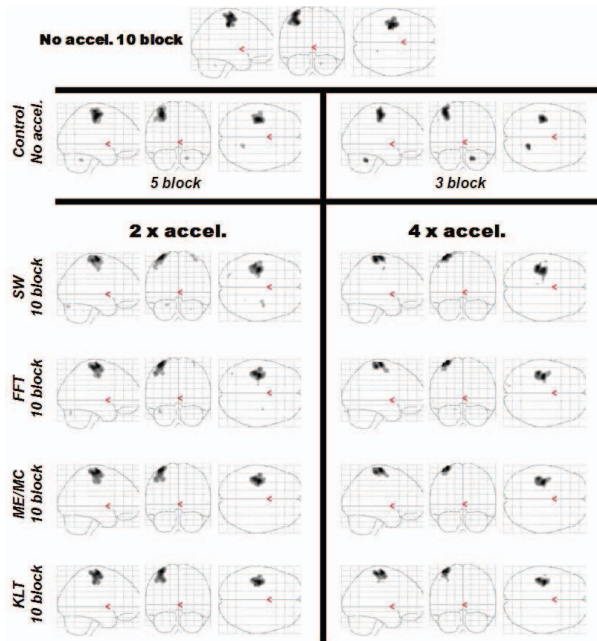 No accel. 10 block
Control
No accel.
5 block
3 block
2 x accel.
4 x accel.
SW
10 block
FFT
10 block
ME/MC
10 block
KLT
10 block